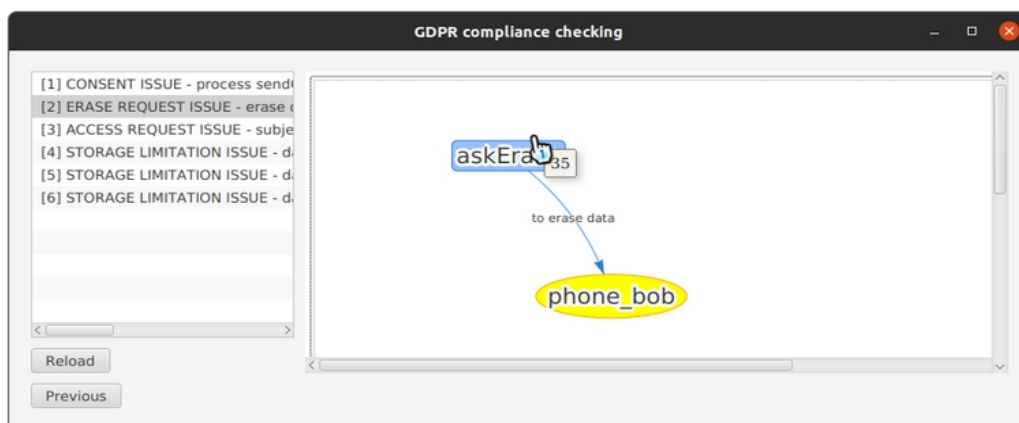 GDPR compliance checking
[1] CONSENT ISSUE - process send
[2] ERASE REQUEST ISSUE - erase
[3] ACCESS REQUEST ISSUE - subje
[4] STORAGE LIMITATION ISSUE - d
[5] STORAGE LIMITATION ISSUE - d
[6] STORAGE LIMITATION ISSUE - d
askEra
35
to erase data
phone_bob
Reload
Previous